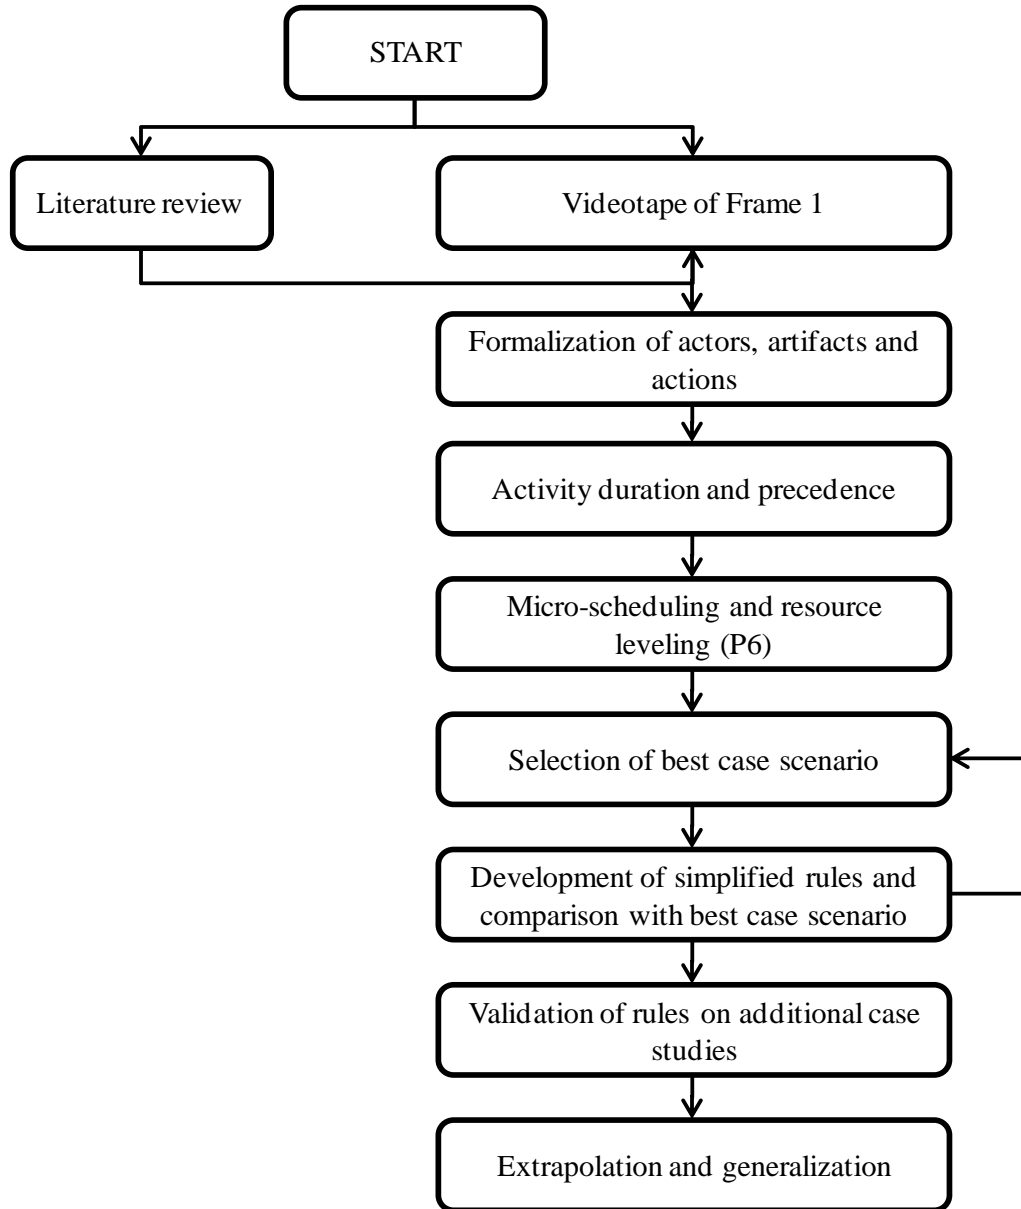 START
Literature review
Videotape of Frame 1
Formalization of actors, artifacts and
actions
Activity duration and precedence
Micro-scheduling and resource
leveling (P6)
Selection of best case scenario
Development of simplified rules and
comparison with best case scenario
Validation of rules on additional case
studies
Extrapolation and generalization